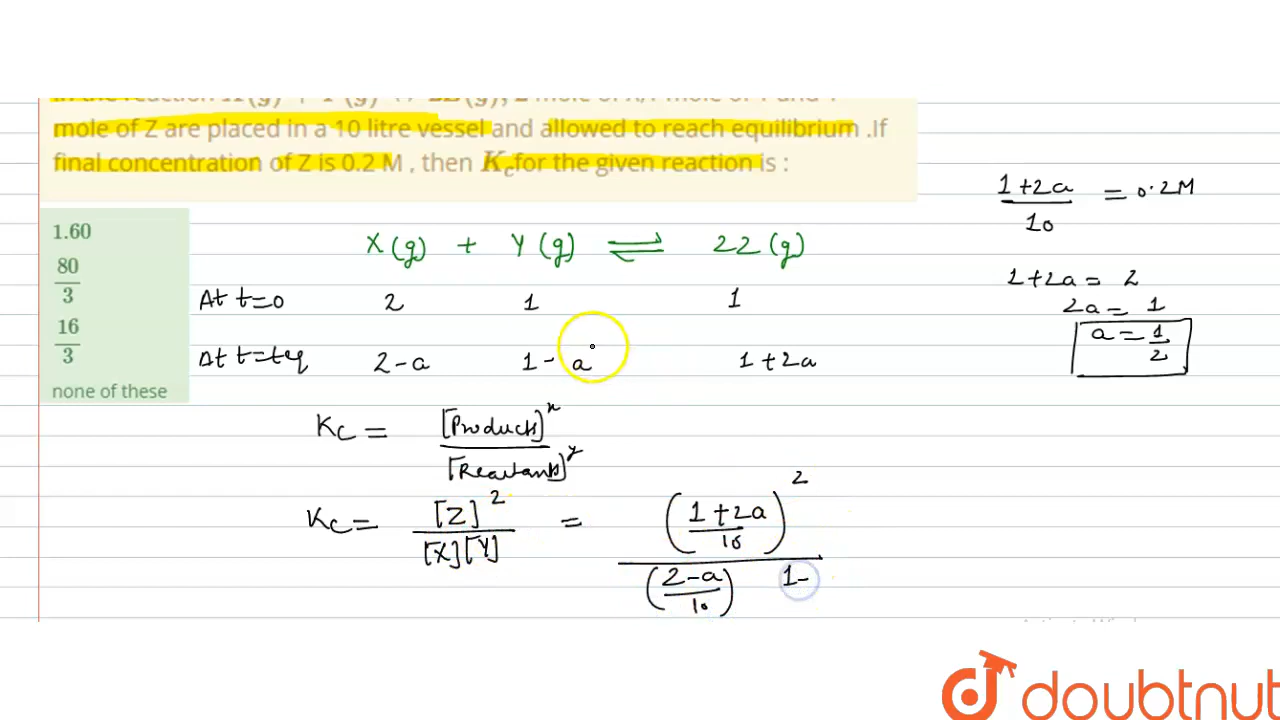 mole of Z are placed in a 10 litre vessel and allowed to reach equilibrium .If
final concentration of Z is 0.2 M , then K_c for the given reaction is :
1.60
80/3
16/3
none of these
X (g) + Y (g) ⇌ 2Z (g)
At t=0 2 1 1
At t=teq 2-a 1-a 1+2a
Kc = [Products]^x / [Reactants]^y
Kc = [Z]^2 / [X][Y] = ((1+2a)/10)^2 / ((2-a)/10) 1-
(1+2a)/10 = 0.2M
1+2a = 2
2a = 1
a = 1/2
doubtnut